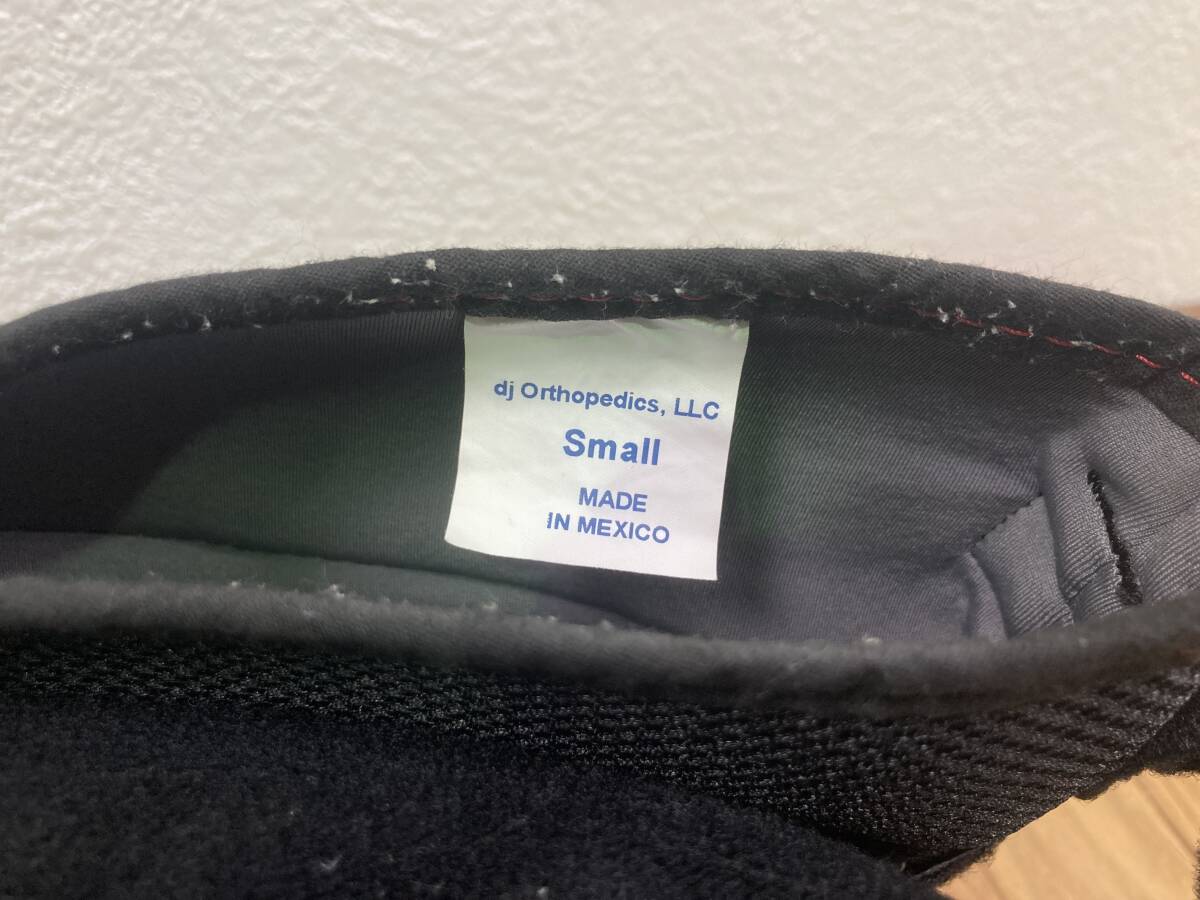 dj Orthopedics, LLC
Small
MADE
IN MEXICO